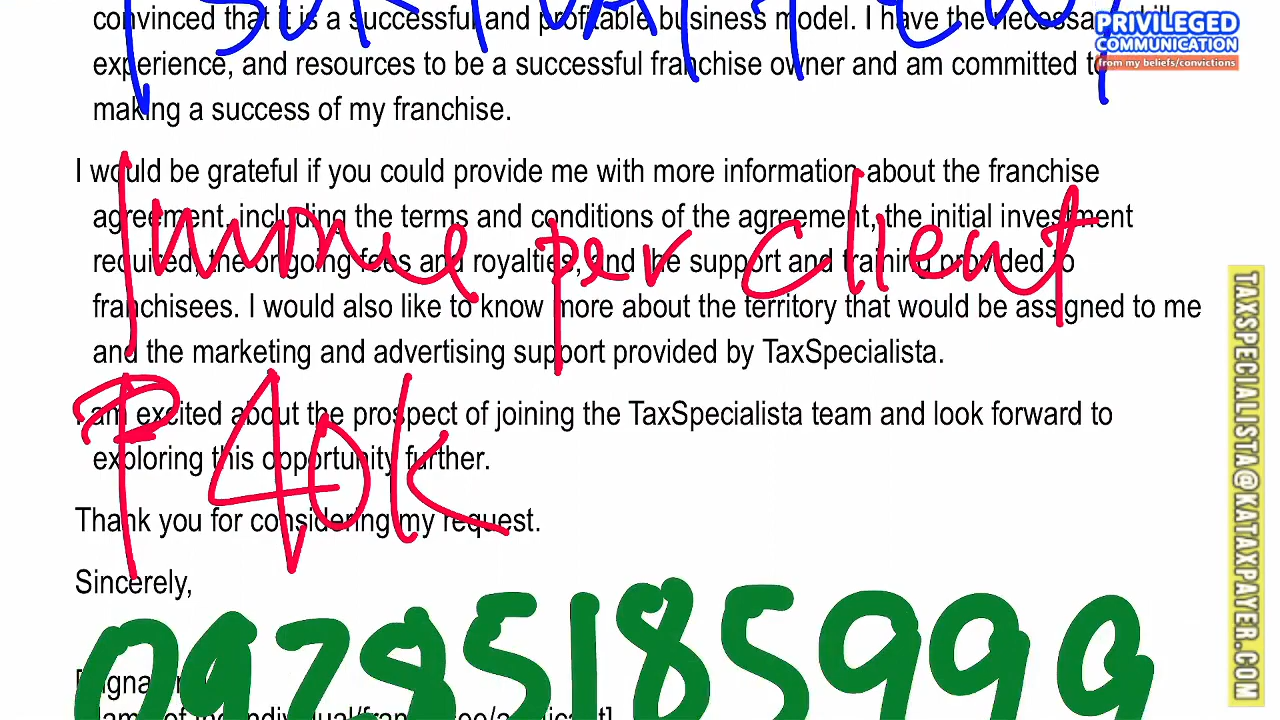 convinced that it is a successful and profitable business model. I have the necessary skill
experience, and resources to be a successful franchise owner and am committed to
making a success of my franchise.
PRIVILEGED
COMMUNICATION
from my beliefs/convictions
I would be grateful if you could provide me with more information about the franchise
agreement, including the terms and conditions of the agreement, the initial investment
required, the ongoing fees and royalties, and the support and training provided to
franchisees. I would also like to know more about the territory that would be assigned to me
and the marketing and advertising support provided by TaxSpecialista.
Income per client
₱40k
I am excited about the prospect of joining the TaxSpecialista team and look forward to
exploring this opportunity further.
Thank you for considering my request.
Sincerely,
TAXSPECIALISTA@KATAXPAYER.COM